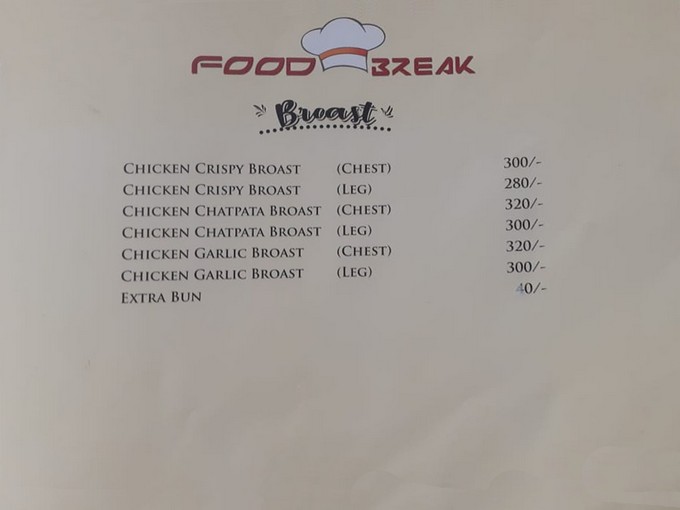 FOOD BREAK
Broast
CHICKEN CRISPY BROAST (CHEST) 300/-
CHICKEN CRISPY BROAST (LEG) 280/-
CHICKEN CHATPATA BROAST (CHEST) 320/-
CHICKEN CHATPATA BROAST (LEG) 300/-
CHICKEN GARLIC BROAST (CHEST) 320/-
CHICKEN GARLIC BROAST (LEG) 300/-
EXTRA BUN 40/-